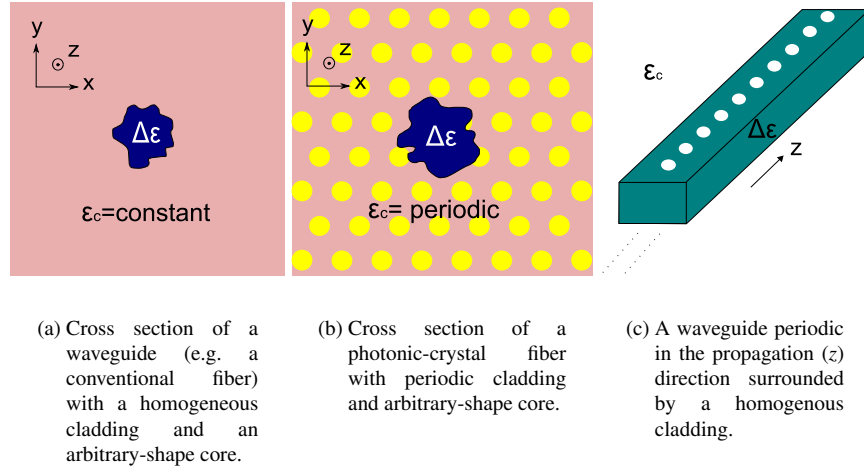 y
z
x
Δε
εc=constant
y
z
x
Δε
εc= periodic
εc
Δε
z
(a) Cross section of a
waveguide (e.g. a
conventional fiber)
with a homogeneous
cladding and an
arbitrary-shape core.
(b) Cross section of a
photonic-crystal fiber
with periodic cladding
and arbitrary-shape core.
(c) A waveguide periodic
in the propagation (z)
direction surrounded
by a homogenous
cladding.